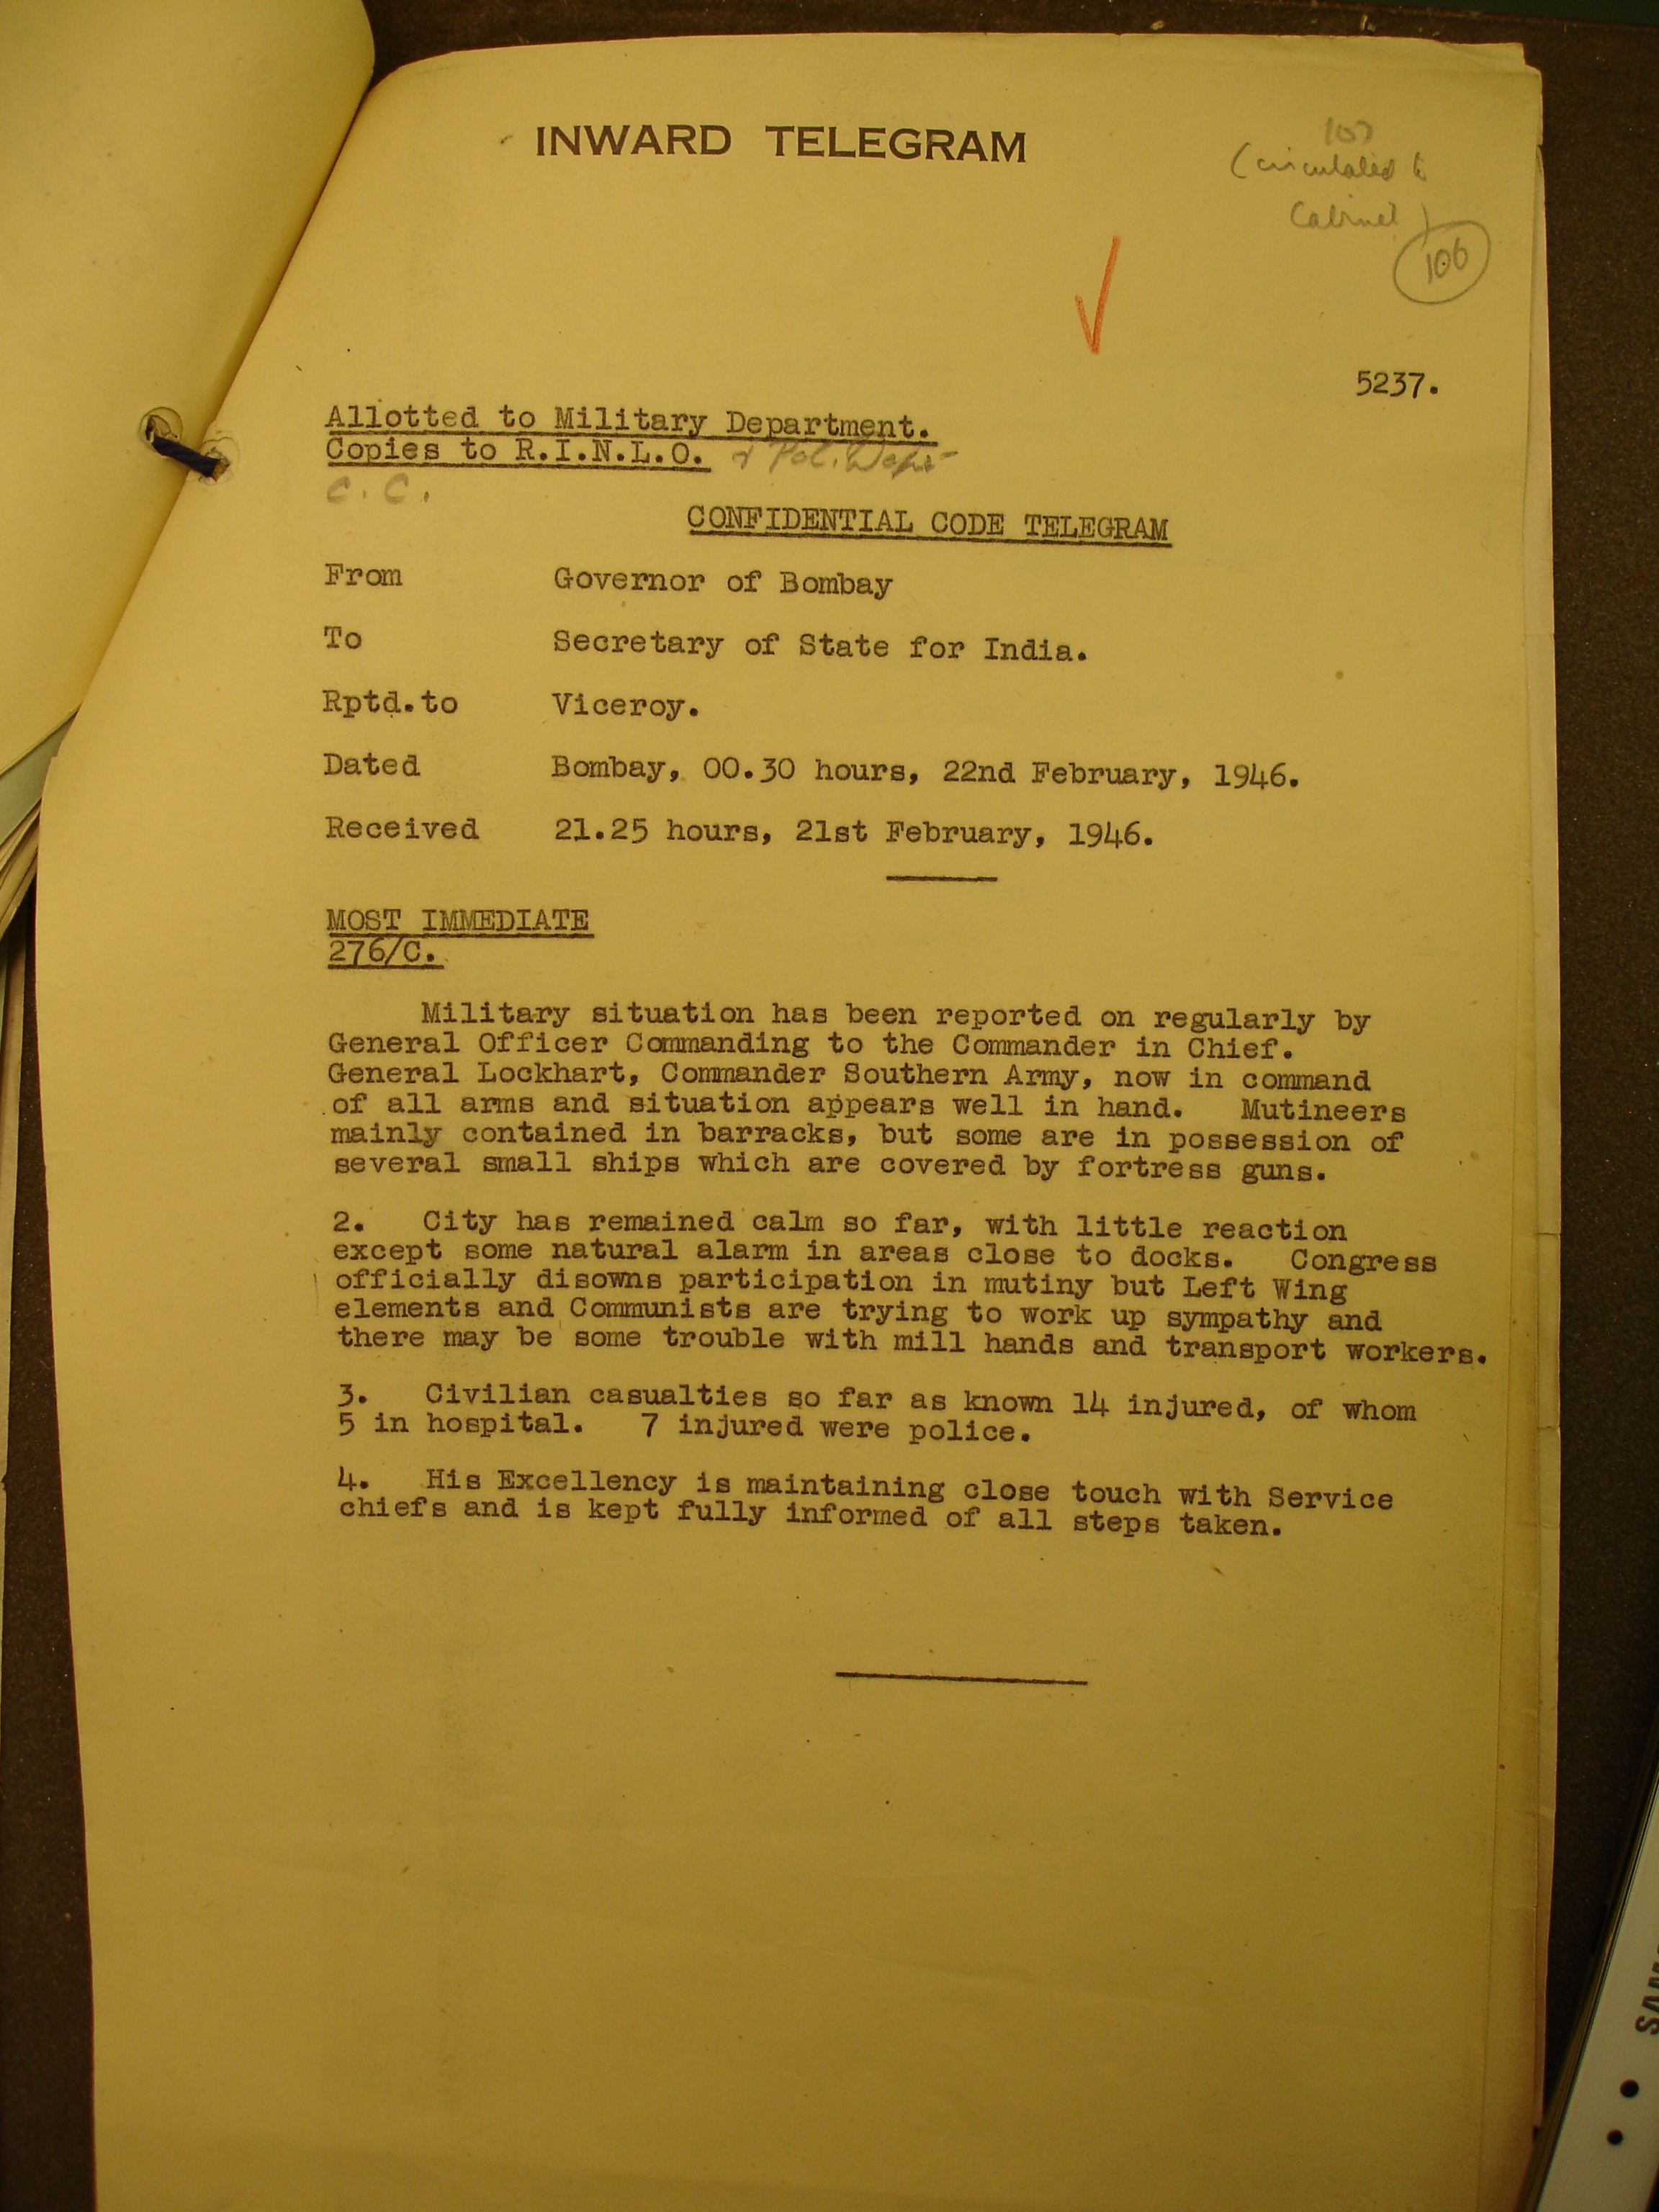 INWARD TELEGRAM
107
(circulated to
Cabinet)
106
5237.
Allotted to Military Department.
Copies to R.I.N.L.O. & Pol. Dept
C. C.
CONFIDENTIAL CODE TELEGRAM
From Governor of Bombay
To Secretary of State for India.
Rptd.to Viceroy.
Dated Bombay, 00.30 hours, 22nd February, 1946.
Received 21.25 hours, 21st February, 1946.
MOST IMMEDIATE
276/C.
Military situation has been reported on regularly by
General Officer Commanding to the Commander in Chief.
General Lockhart, Commander Southern Army, now in command
of all arms and situation appears well in hand. Mutineers
mainly contained in barracks, but some are in possession of
several small ships which are covered by fortress guns.
2. City has remained calm so far, with little reaction
except some natural alarm in areas close to docks. Congress
officially disowns participation in mutiny but Left Wing
elements and Communists are trying to work up sympathy and
there may be some trouble with mill hands and transport workers.
3. Civilian casualties so far as known 14 injured, of whom
5 in hospital. 7 injured were police.
4. His Excellency is maintaining close touch with Service
chiefs and is kept fully informed of all steps taken.